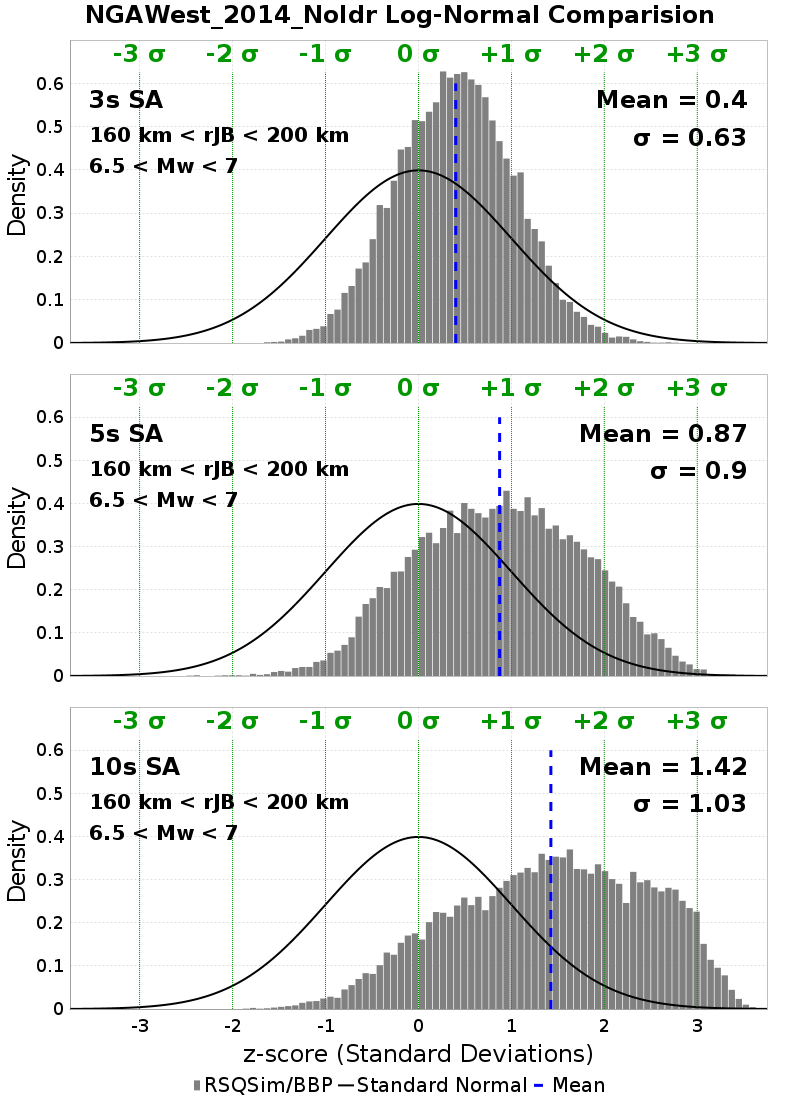 NGAWest_2014_NoIdr Log-Normal Comparision
-3 σ -2 σ -1 σ 0 σ +1 σ +2 σ +3 σ
3s SA
160 km < rJB < 200 km
6.5 < Mw < 7
Mean = 0.4
σ = 0.63
Density
0.6
0.5
0.4
0.3
0.2
0.1
0
-3 σ -2 σ -1 σ 0 σ +1 σ +2 σ +3 σ
5s SA
160 km < rJB < 200 km
6.5 < Mw < 7
Mean = 0.87
σ = 0.9
Density
0.6
0.5
0.4
0.3
0.2
0.1
0
-3 σ -2 σ -1 σ 0 σ +1 σ +2 σ +3 σ
10s SA
160 km < rJB < 200 km
6.5 < Mw < 7
Mean = 1.42
σ = 1.03
Density
0.6
0.5
0.4
0.3
0.2
0.1
0
-3 -2 -1 0 1 2 3
z-score (Standard Deviations)
RSQSim/BBP Standard Normal Mean